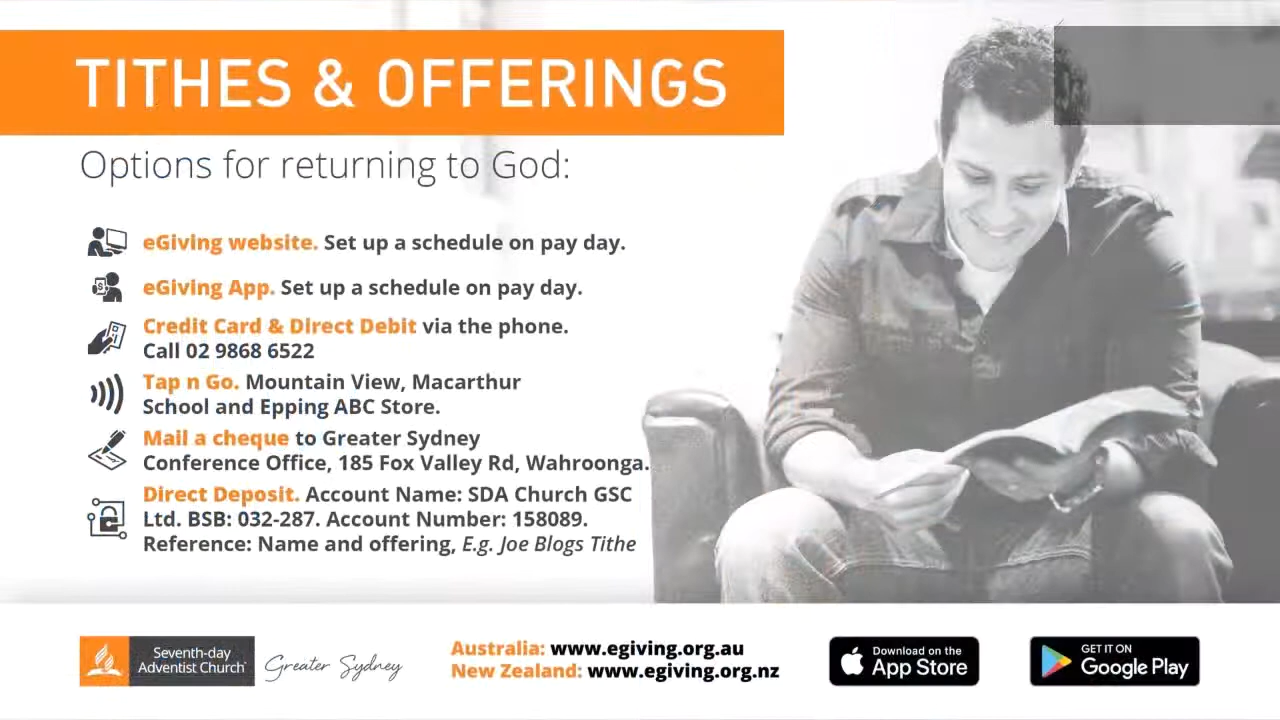 TITHES & OFFERINGS
Options for returning to God:
eGiving website. Set up a schedule on pay day.
eGiving App. Set up a schedule on pay day.
Credit Card & Direct Debit via the phone.
Call 02 9868 6522
Tap n Go. Mountain View, Macarthur
School and Epping ABC Store.
Mail a cheque to Greater Sydney
Conference Office, 185 Fox Valley Rd, Wahroonga.
Direct Deposit. Account Name: SDA Church GSC
Ltd. BSB: 032-287. Account Number: 158089.
Reference: Name and offering, E.g. Joe Blogs Tithe
Seventh-day
Adventist Church
Greater Sydney
Australia: www.egiving.org.au
New Zealand: www.egiving.org.nz
Download on the
App Store
GET IT ON
Google Play